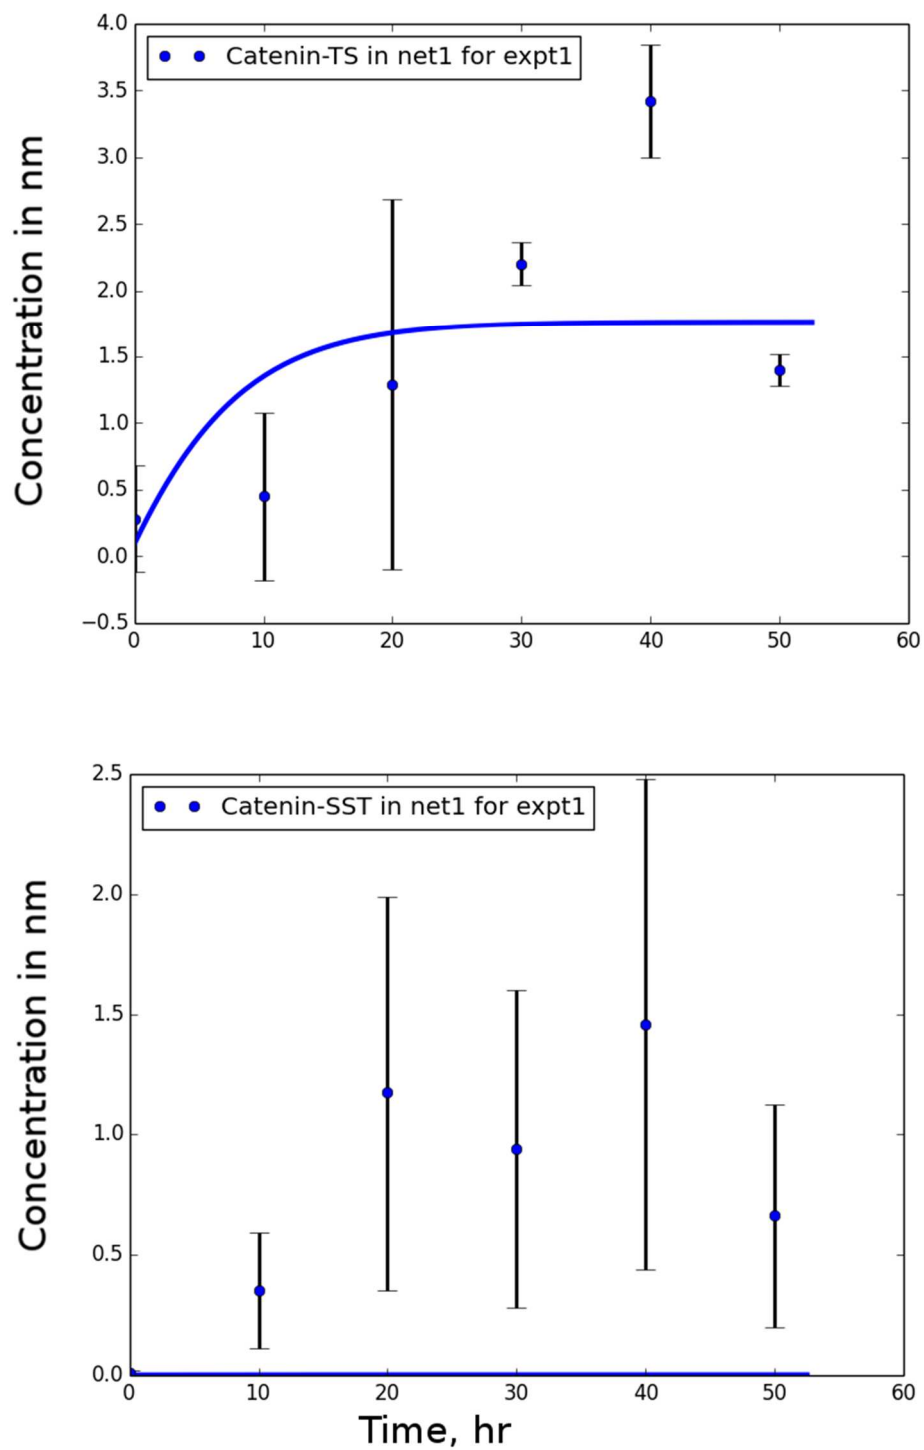 4.0
Catenin-TS in net1 for expt1
3.5
3.0
2.5
2.0
1.5
1.0
0.5
0.0
−0.5
Concentration in nm
0 10 20 30 40 50 60
2.5
Catenin-SST in net1 for expt1
2.0
1.5
1.0
0.5
0.0
Concentration in nm
0 10 20 30 40 50 60
Time, hr